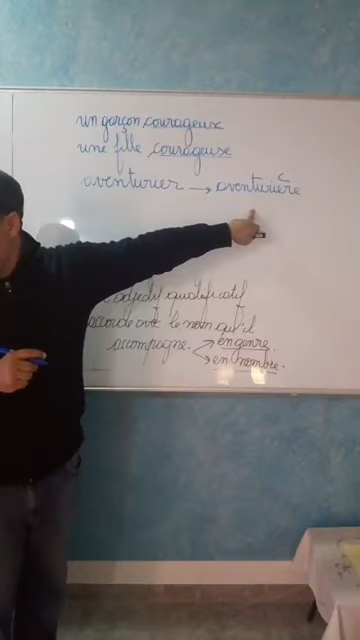 un garçon courageux
une fille courageuse
aventurier → aventurière
adjectif qualificatif
accorde avec le nom qu'il
accompagne. → en genre.
→ en nombre.